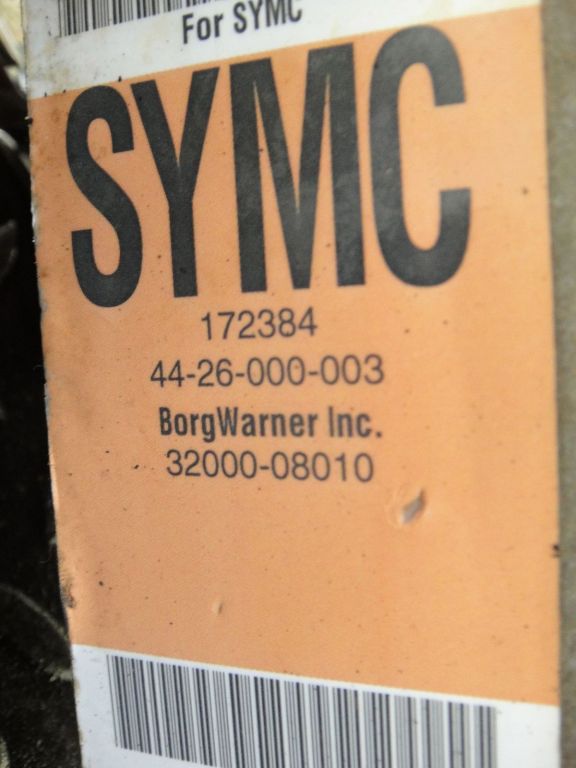 For SYMC
SYMC
172384
44-26-000-003
BorgWarner Inc.
32000-08010